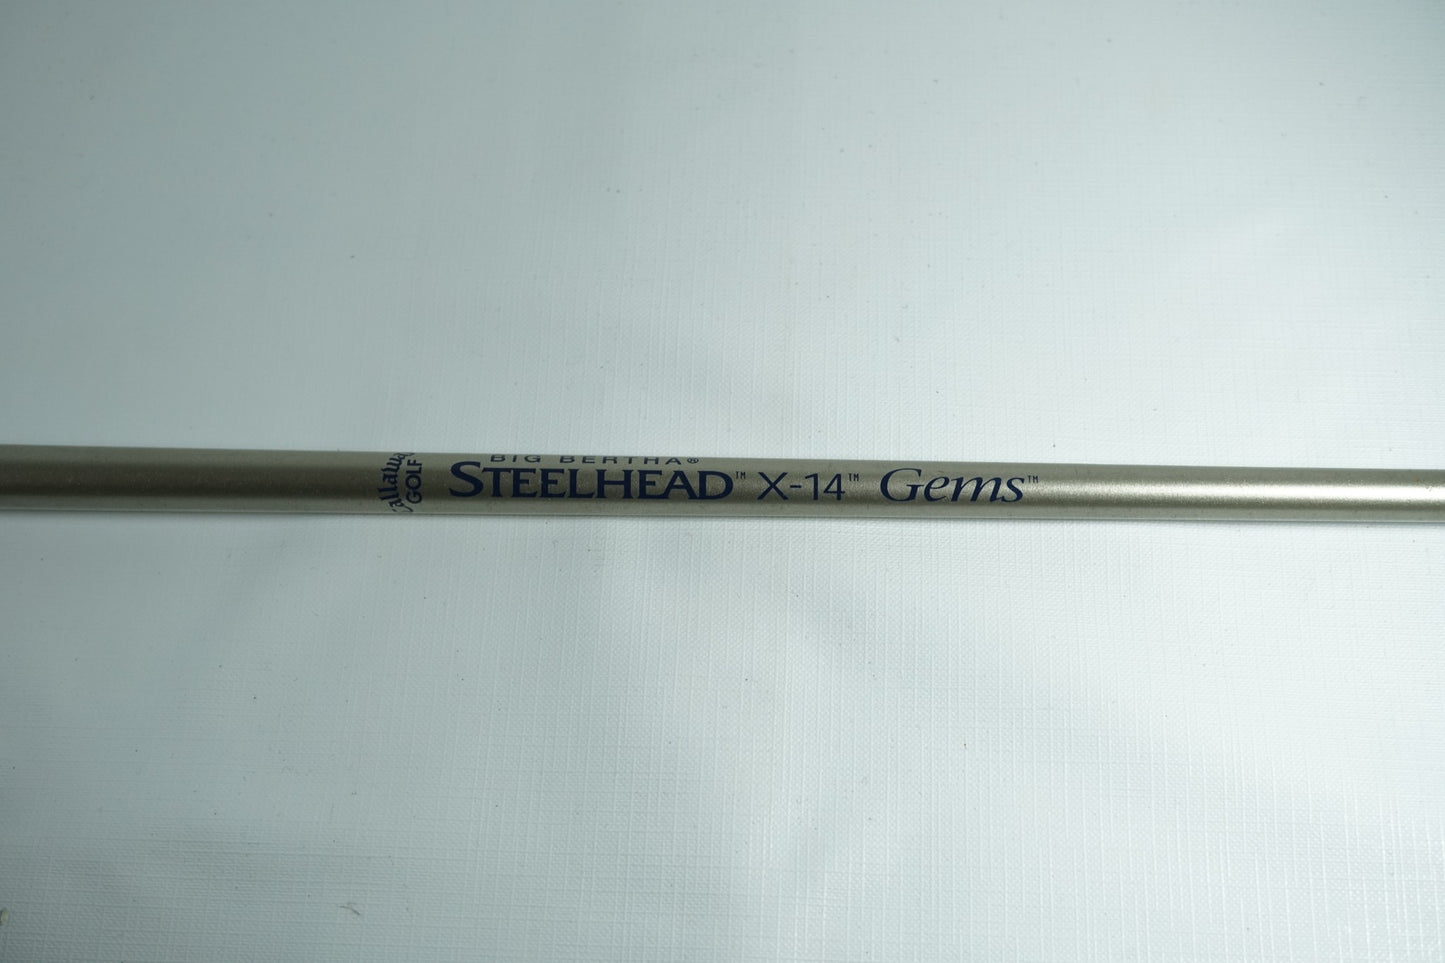 Callaway
GOLF
BIG BERTHA®
STEELHEAD™ X-14™ Gems™